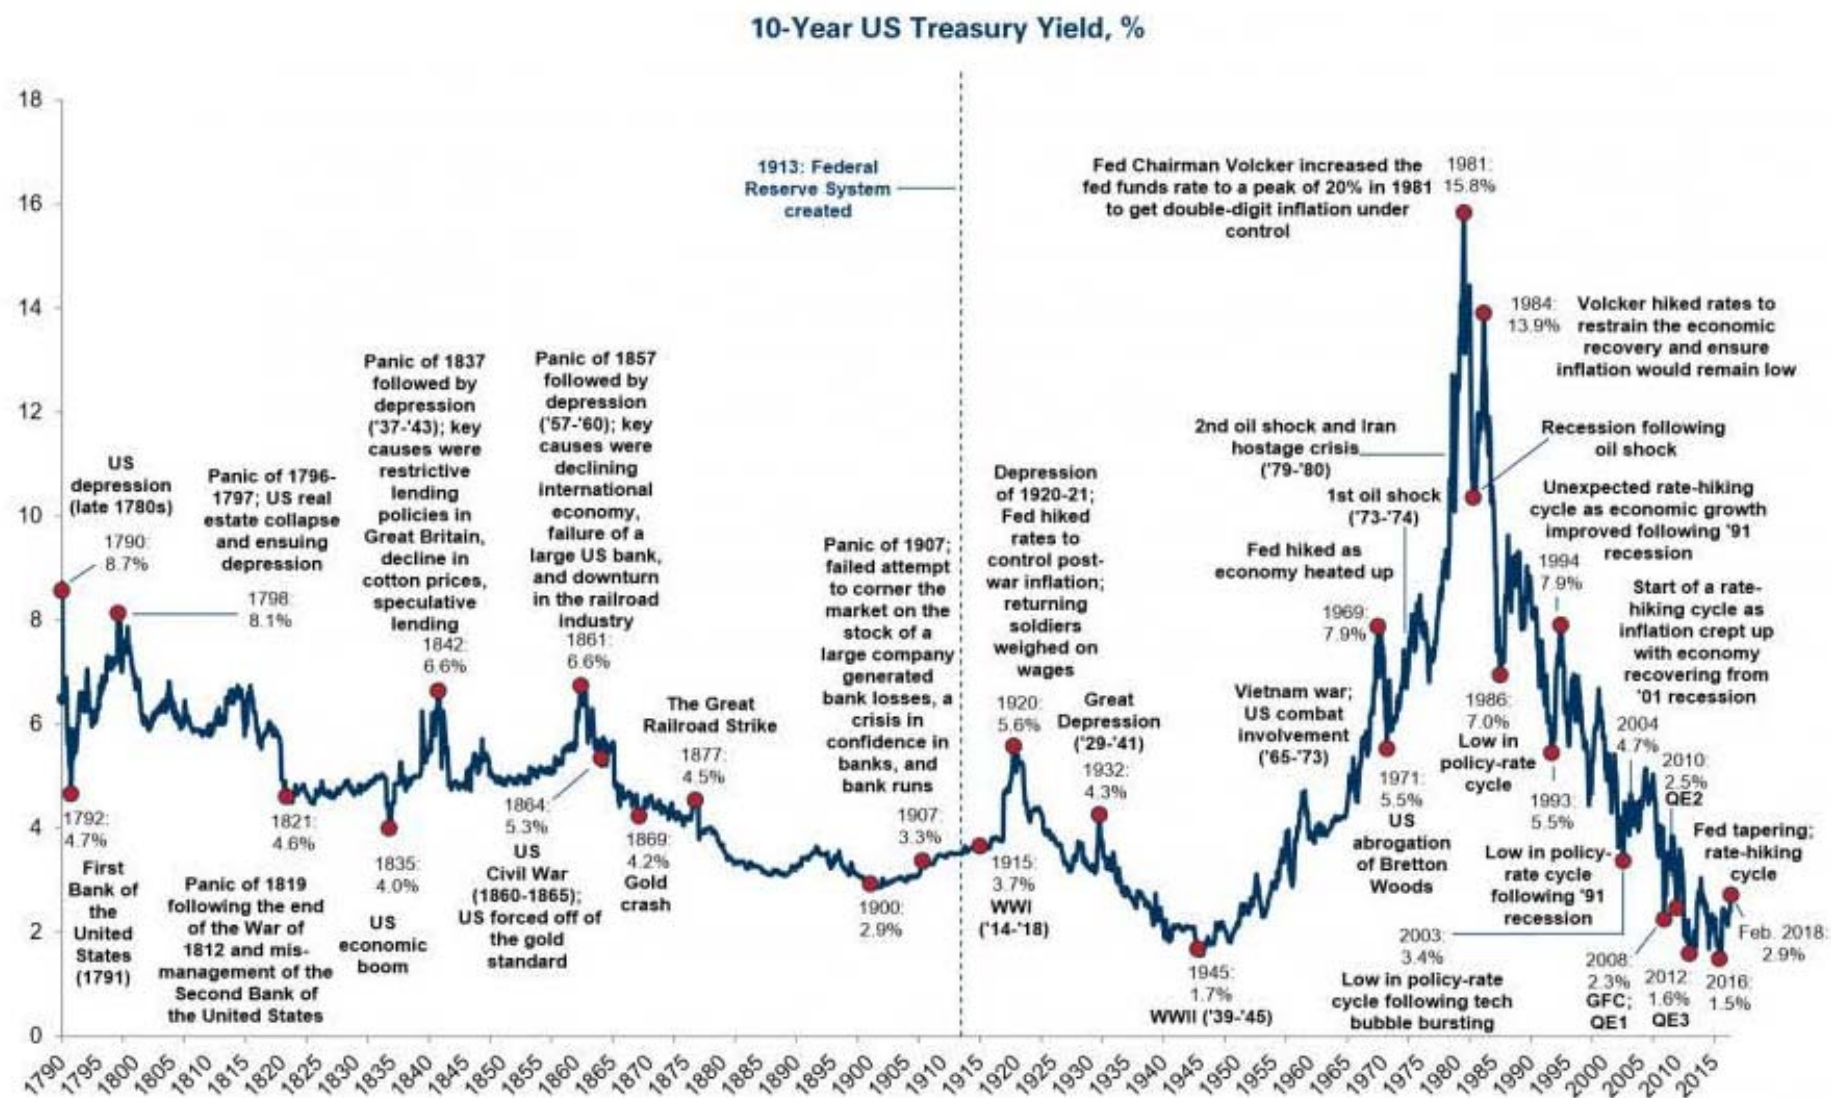 10-Year US Treasury Yield, %
18
16
14
12
10
8
6
4
2
0
US
depression
(late 1780s)
1790:
8.7%
1792:
4.7%
First
Bank of
the
United
States
(1791)
Panic of 1796-
1797; US real
estate collapse
and ensuing
depression
1798:
8.1%
1821:
4.6%
Panic of 1819
following the end
of the War of
1812 and mis-
management of the
Second Bank of
the United States
Panic of 1837
followed by
depression
('37-'43); key
causes were
restrictive
lending
policies in
Great Britain,
decline in
cotton prices,
speculative
lending
1842:
6.6%
1835:
4.0%
US
economic
boom
Panic of 1857
followed by
depression
('57-'60); key
causes were
declining
international
economy,
failure of a
large US bank,
and downturn
in the railroad
industry
1861:
6.6%
1864:
5.3%
US
Civil War
(1860-1865);
US forced off of
the gold
standard
1869:
4.2%
Gold
crash
The Great
Railroad Strike
1877:
4.5%
Panic of 1907;
failed attempt
to corner the
market on the
stock of a
large company
generated
bank losses, a
crisis in
confidence in
banks, and
bank runs
1907:
3.3%
1900:
2.9%
1913: Federal
Reserve System
created
1915:
3.7%
WWI
('14-'18)
Depression
of 1920-21;
Fed hiked
rates to
control post-
war inflation;
returning
soldiers
weighed on
wages
1920:
5.6%
Great
Depression
('29-'41)
1932:
4.3%
1945:
1.7%
WWII ('39-'45)
Vietnam war;
US combat
involvement
('65-'73)
Fed hiked as
economy heated up
1969:
7.9%
1971:
5.5%
US
abrogation
of Bretton
Woods
1st oil shock
('73-'74)
2nd oil shock and Iran
hostage crisis
('79-'80)
Fed Chairman Volcker increased the
fed funds rate to a peak of 20% in 1981
to get double-digit inflation under
control
1981:
15.8%
1984:
13.9%
Volcker hiked rates to
restrain the economic
recovery and ensure
inflation would remain low
Recession following
oil shock
Unexpected rate-hiking
cycle as economic growth
improved following '91
recession
1994
7.9%
1986:
7.0%
Low in
policy-rate
cycle
1993:
5.5%
Low in policy-
rate cycle
following '91
recession
Start of a rate-
hiking cycle as
inflation crept up
with economy
recovering from
'01 recession
2004
4.7%
2003:
3.4%
Low in policy-rate
cycle following tech
bubble bursting
2010:
2.5%
QE2
2008:
2.3%
GFC;
QE1
2012:
1.6%
QE3
2016:
1.5%
Fed tapering;
rate-hiking
cycle
Feb. 2018:
2.9%
1790
1795
1800
1805
1810
1815
1820
1825
1830
1835
1840
1845
1850
1855
1860
1865
1870
1875
1880
1885
1890
1895
1900
1905
1910
1915
1920
1925
1930
1935
1940
1945
1950
1955
1960
1965
1970
1975
1980
1985
1990
1995
2000
2005
2010
2015